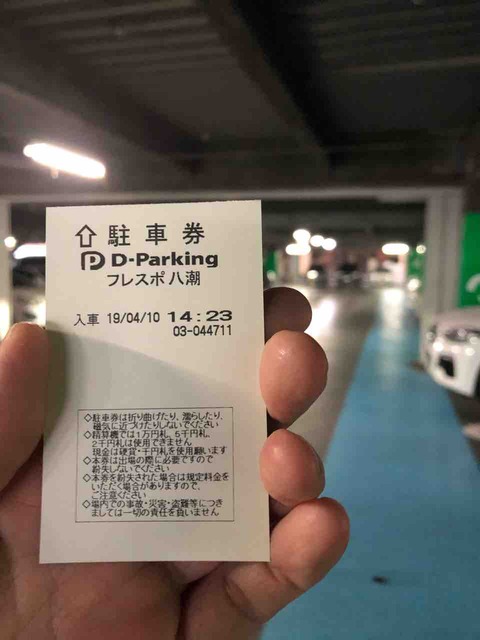 駐車券
D-Parking
フレスポ八潮
入車 19/04/10 14:23
03-044711
◇駐車券は折り曲げたり、濡らしたり、
磁気に近づけたりしないでください
◇精算機では1万円札、5千円札、
2千円札は使用できません
現金は硬貨・千円札を使用願います
◇本券は出場の際に必要ですので
紛失しないでください
◇本券を紛失された場合は規定料金を
いただく場合がありますので、
ご注意ください
◇場内での事故・災害・盗難等につき
ましては一切の責任を負いません